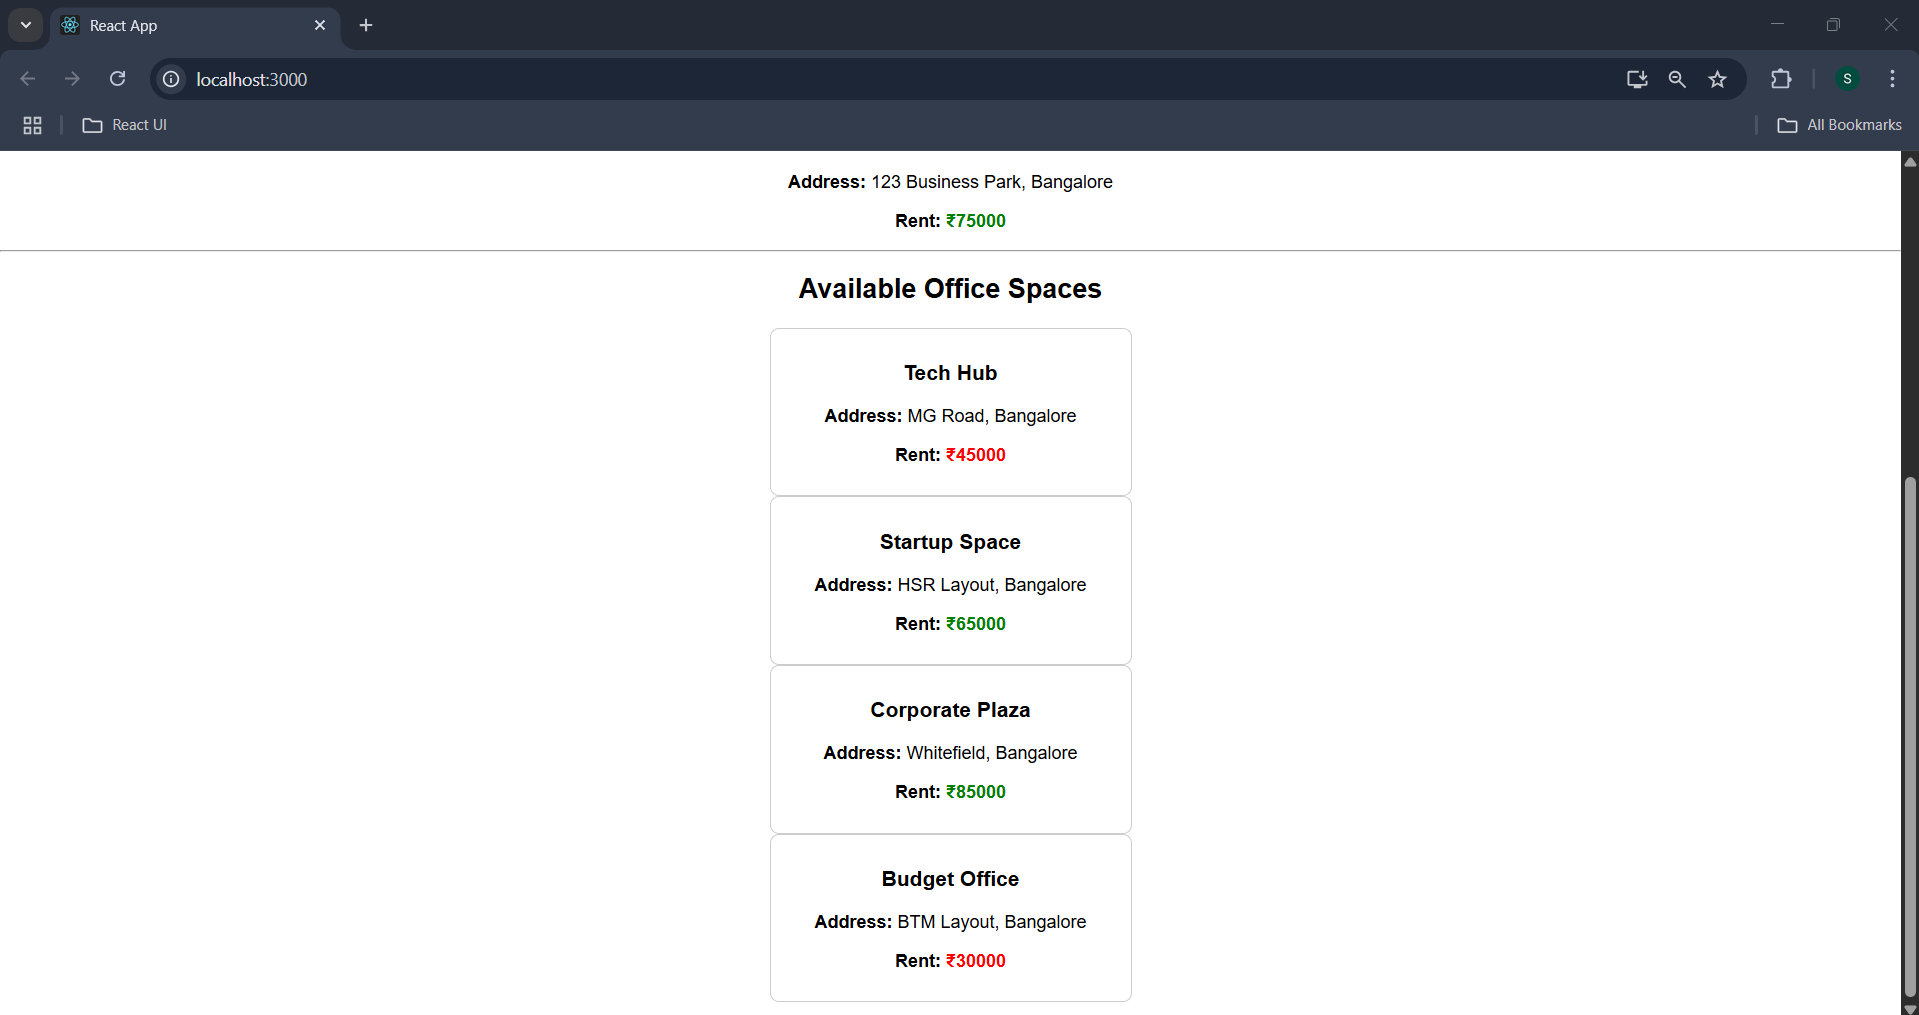 React App
localhost:3000
S
React UI
All Bookmarks
Address: 123 Business Park, Bangalore
Rent: ₹75000
Available Office Spaces
Tech Hub
Address: MG Road, Bangalore
Rent: ₹45000
Startup Space
Address: HSR Layout, Bangalore
Rent: ₹65000
Corporate Plaza
Address: Whitefield, Bangalore
Rent: ₹85000
Budget Office
Address: BTM Layout, Bangalore
Rent: ₹30000